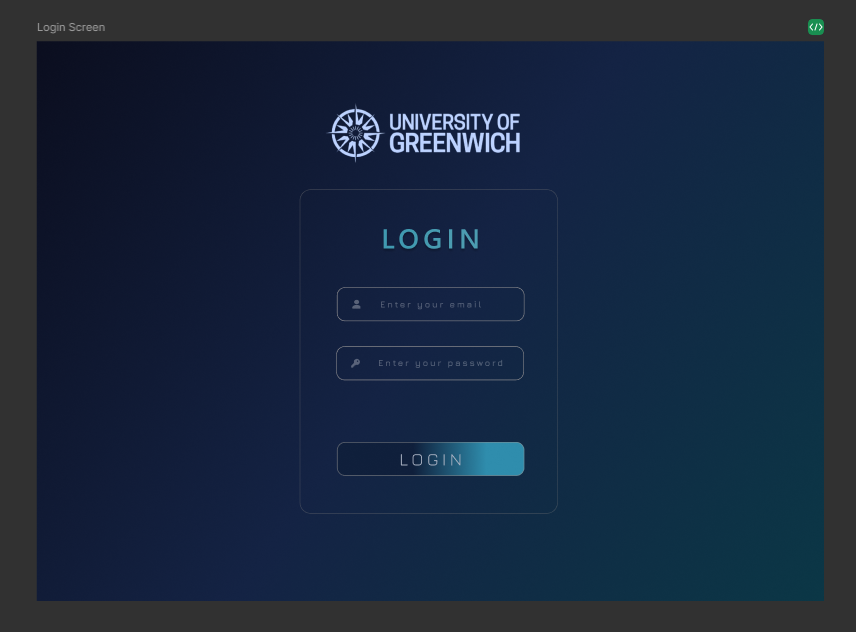 Login Screen
UNIVERSITY OF
GREENWICH
LOGIN
Enter your email
Enter your password
LOGIN